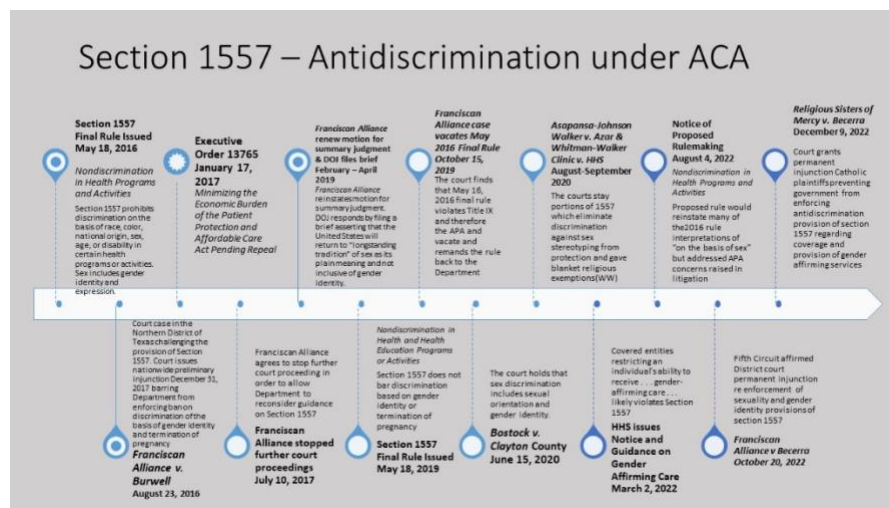 Section 1557 – Antidiscrimination under ACA
Section 1557
Final Rule Issued
May 18, 2016
Nondiscrimination
in Health Programs
and Activities
Section 1557 prohibits
discrimination on the
basis of race, color,
national origin, sex,
age, or disability in
certain health
programs or activities.
Sex includes gender
identity and
expression.
Executive
Order 13765
January 17,
2017
Minimizing the
Economic Burden
of the Patient
Protection and
Affordable Care
Act Pending Repeal
Franciscan Alliance
renew motion for
summary judgment
& DOJ files brief
February – April
2019
Franciscan Alliance
reinstates motion for
summary judgment.
DOJ responds by filing a
brief asserting that the
United States will
return to "longstanding
tradition" of sex as its
plain meaning and not
inclusive of gender
identity.
Franciscan
Alliance case
vacates May
2016 Final Rule
October 15,
2019
The court finds
that May 16,
2016 final rule
violates Title IX
and therefore
the APA and
vacate and
remands the rule
back to the
Department
Asapansa-Johnson
Walker v. Azar &
Whitman-Walker
Clinic v. HHS
August-September
2020
The courts stay
portions of 1557
which eliminate
discrimination
against sex
stereotyping from
protection and gave
blanket religious
exemptions(WW)
Notice of
Proposed
Rulemaking
August 4, 2022
Nondiscrimination in
Health Programs and
Activities
Proposed rule would
reinstate many of
the2016 rule
interpretations of
"on the basis of sex"
but addressed APA
concerns raised in
litigation
Religious Sisters of
Mercy v. Becerra
December 9, 2022
Court grants
permanent
injunction Catholic
plaintiffs preventing
government from
enforcing
antidiscrimination
provision of section
1557 regarding
coverage and
provision of gender
affirming services
Court case in the
Northern District of
Texas challenging the
provision of Section
1557. Court issues
nationwide preliminary
injunction December 31,
2017 barring
Department from
enforcing ban on
discrimination of the
basis of gender identity
and termination of
pregnancy
Franciscan
Alliance v.
Burwell
August 23, 2016
Franciscan Alliance
agrees to stop further
court proceeding in
order to allow
Department to
reconsider guidance
on Section 1557
Franciscan
Alliance stopped
further court
proceedings
July 10, 2017
Nondiscrimination in
Health and Health
Education Programs
or Activities
Section 1557 does not
bar discrimination
based on gender
identity or
termination of
pregnancy
Section 1557
Final Rule Issued
May 18, 2019
The court holds that
sex discrimination
includes sexual
orientation and
gender identity.
Bostock v.
Clayton County
June 15, 2020
Covered entities
restricting an
individual's ability to
receive . . . gender-
affirming care . . .
likely violates Section
1557
HHS issues
Notice and
Guidance on
Gender
Affirming Care
March 2, 2022
Fifth Circuit affirmed
District court
permanent injunction
re enforcement of
sexuality and gender
identity provisions of
section 1557
Franciscan
Alliance v Becerra
October 20, 2022